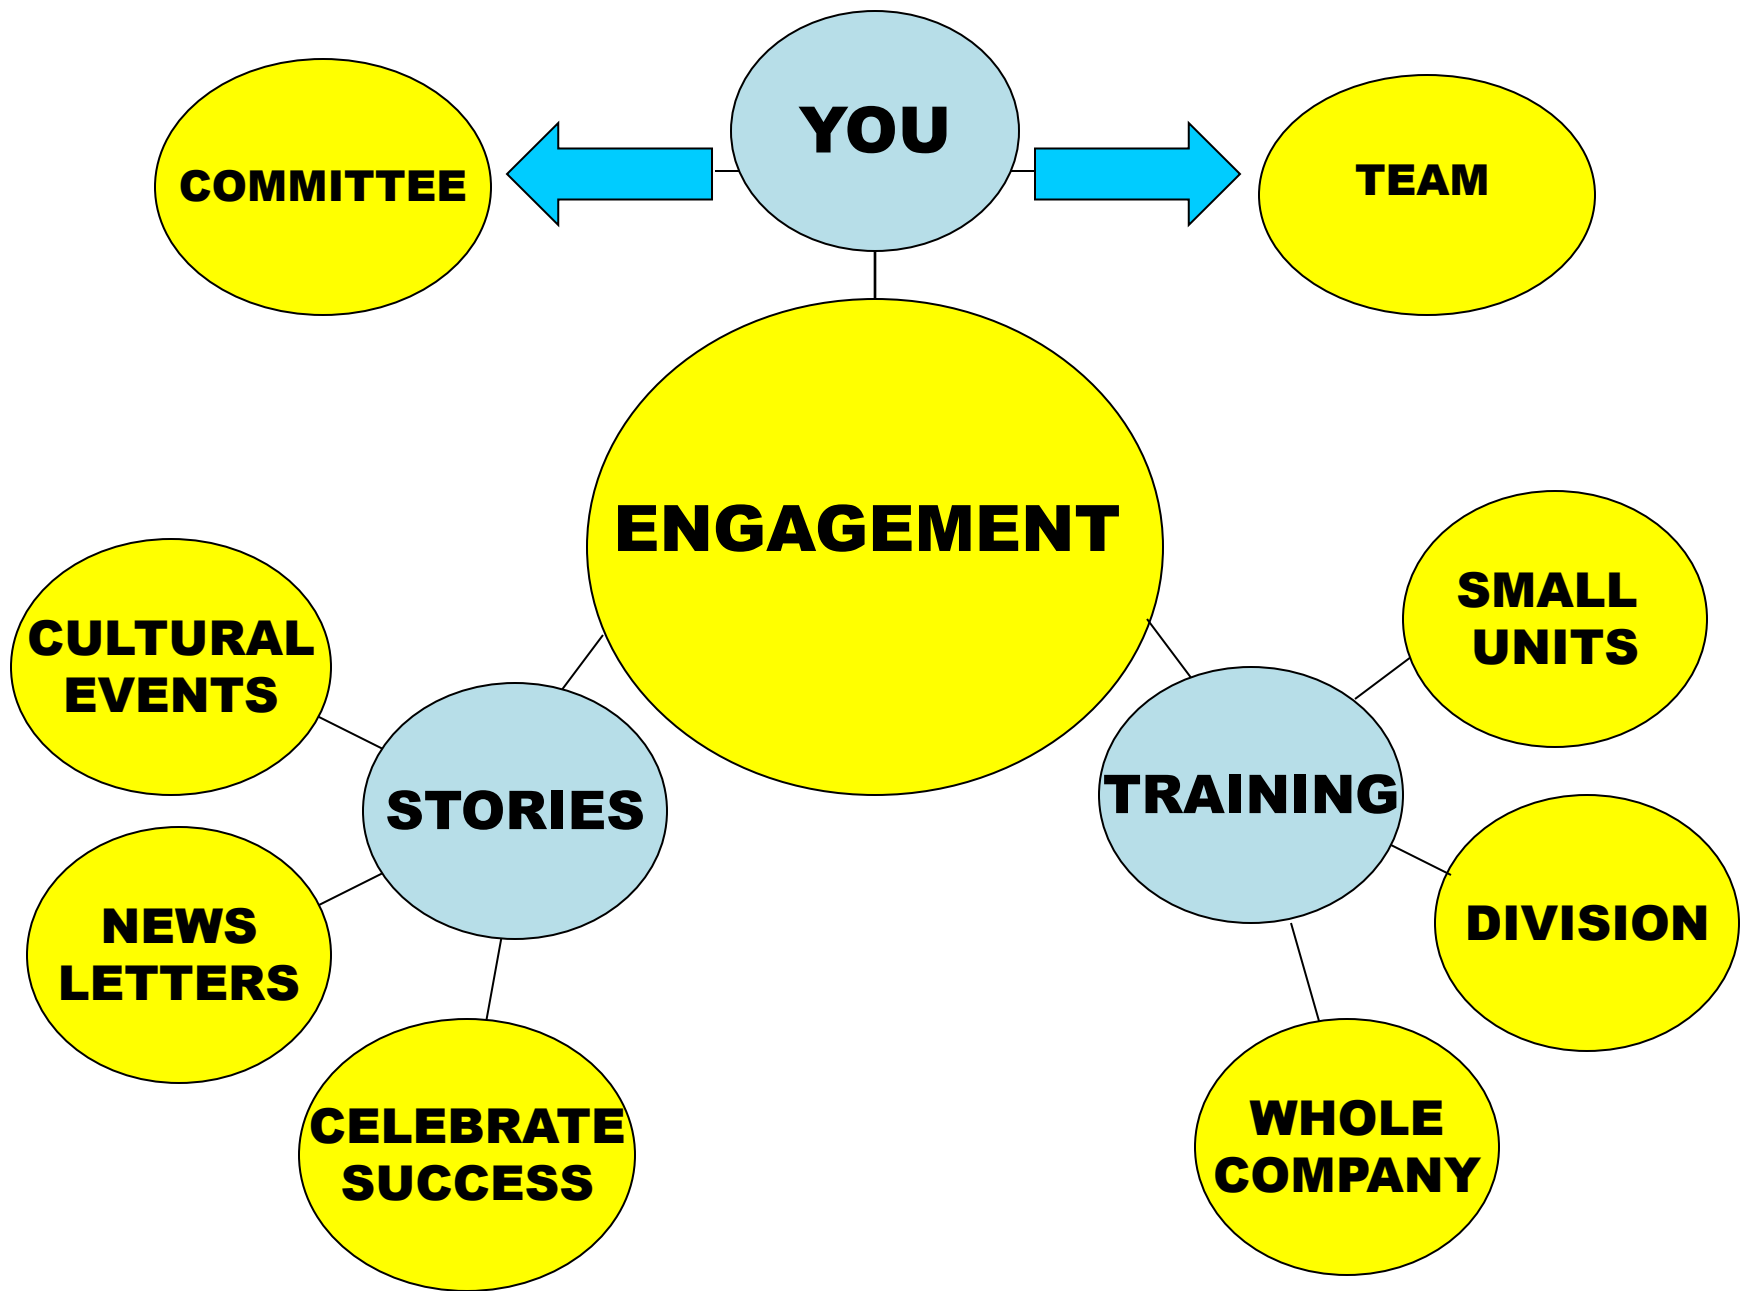 YOU
COMMITTEE
TEAM
ENGAGEMENT
CULTURAL
EVENTS
STORIES
NEWS
LETTERS
CELEBRATE
SUCCESS
SMALL
UNITS
TRAINING
DIVISION
WHOLE
COMPANY